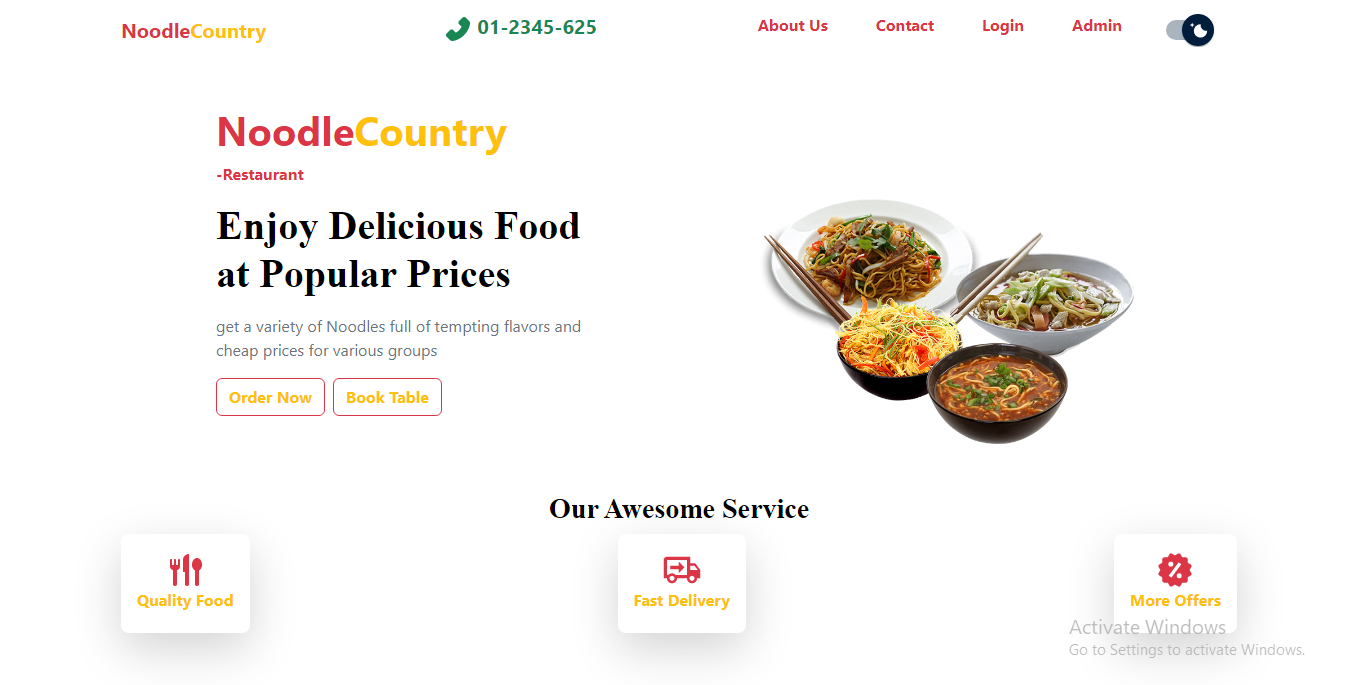 NoodleCountry
01-2345-625
About Us
Contact
Login
Admin
NoodleCountry
-Restaurant
Enjoy Delicious Food
at Popular Prices
get a variety of Noodles full of tempting flavors and
cheap prices for various groups
Order Now
Book Table
Our Awesome Service
Quality Food
Fast Delivery
More Offers
Activate Windows
Go to Settings to activate Windows.